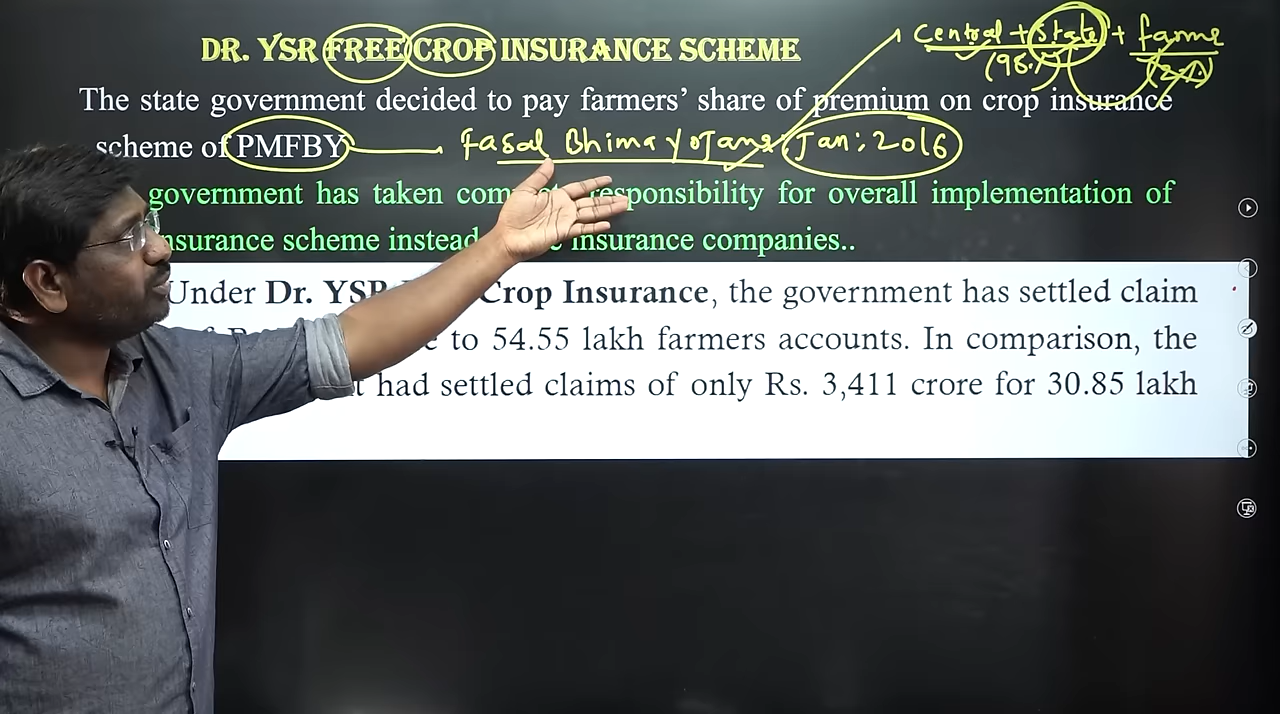 DR. YSR FREE CROP INSURANCE SCHEME
central + state + farme
(98%) (2%)
The state government decided to pay farmers’ share of premium on crop insurance
scheme of PMFBY Fasal Bhima Yojana: Jan: 2016
government has taken responsibility for overall implementation of
insurance scheme instead insurance companies..
Under Dr. YSR Crop Insurance, the government has settled claim
to 54.55 lakh farmers accounts. In comparison, the
had settled claims of only Rs. 3,411 crore for 30.85 lakh